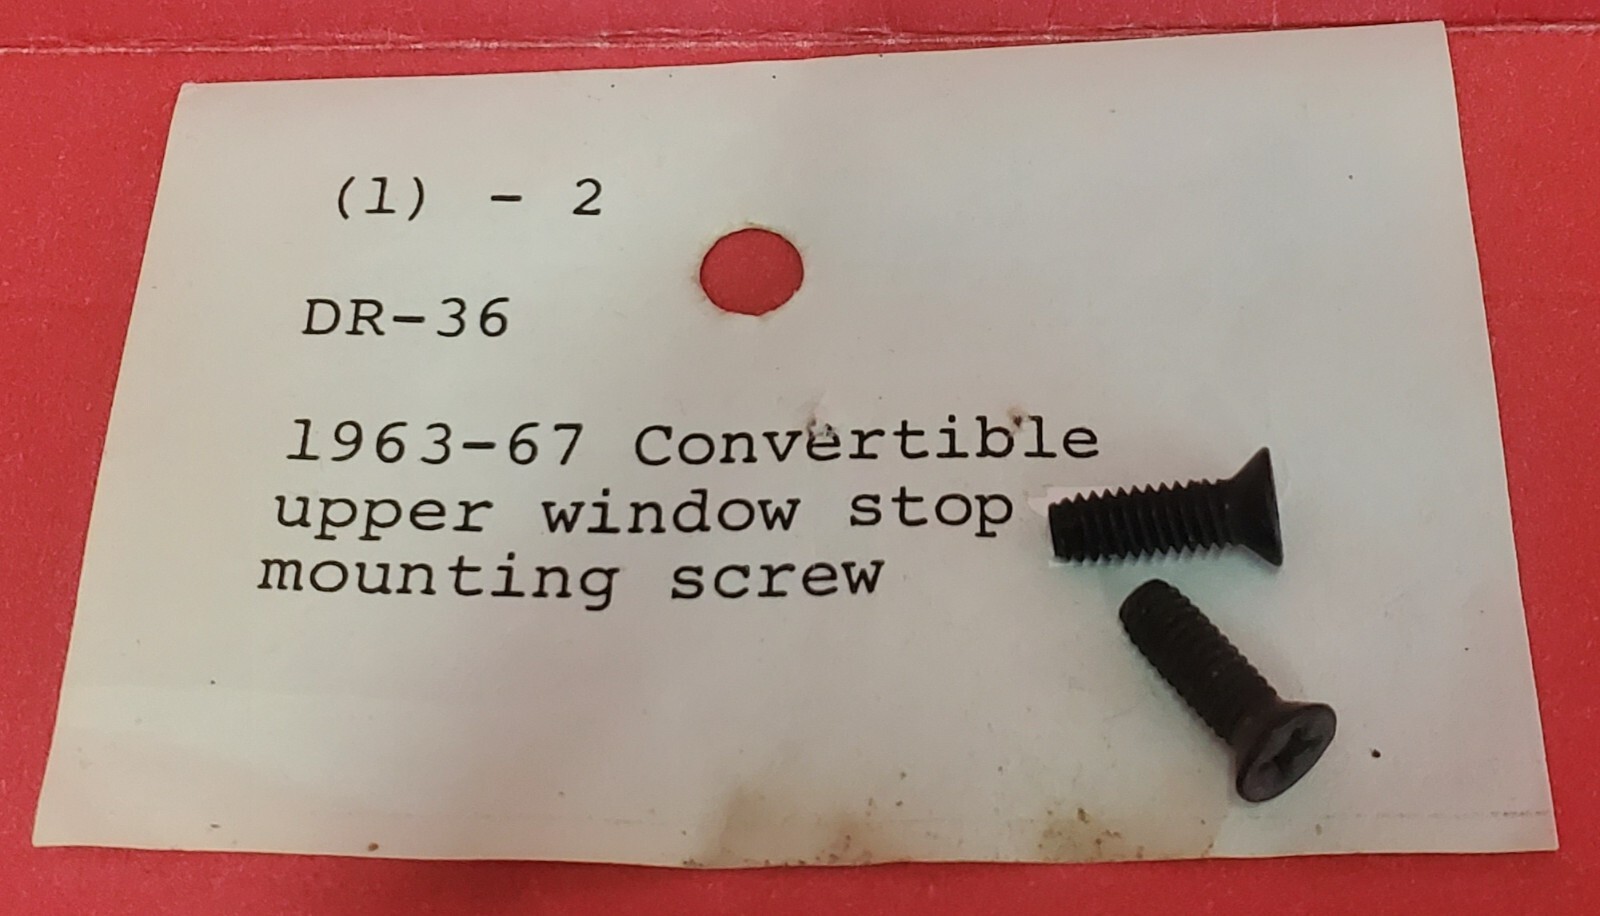 (1) - 2
DR-36
1963-67 Convertible
upper window stop
mounting screw